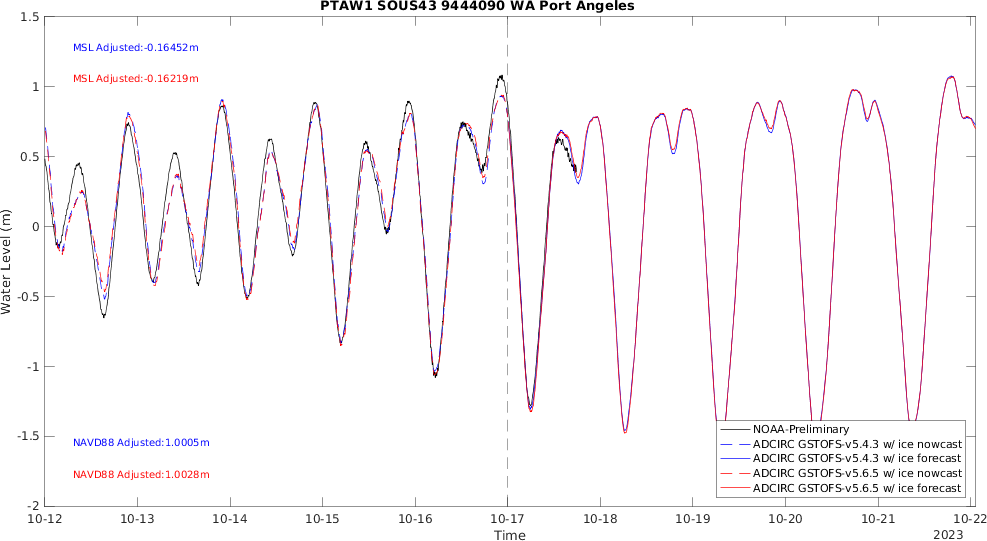 PTAW1 SOUS43 9444090 WA Port Angeles
1.5
MSL Adjusted:-0.16452m
1
MSL Adjusted:-0.16219m
0.5
0
Water Level (m)
-0.5
-1
-1.5
NAVD88 Adjusted:1.0005m
NAVD88 Adjusted:1.0028m
NOAA-Preliminary
ADCIRC GSTOFS-v5.4.3 w/ ice nowcast
ADCIRC GSTOFS-v5.4.3 w/ ice forecast
ADCIRC GSTOFS-v5.6.5 w/ ice nowcast
ADCIRC GSTOFS-v5.6.5 w/ ice forecast
-2
10-12 10-13 10-14 10-15 10-16 10-17 10-18 10-19 10-20 10-21 10-22
Time
2023